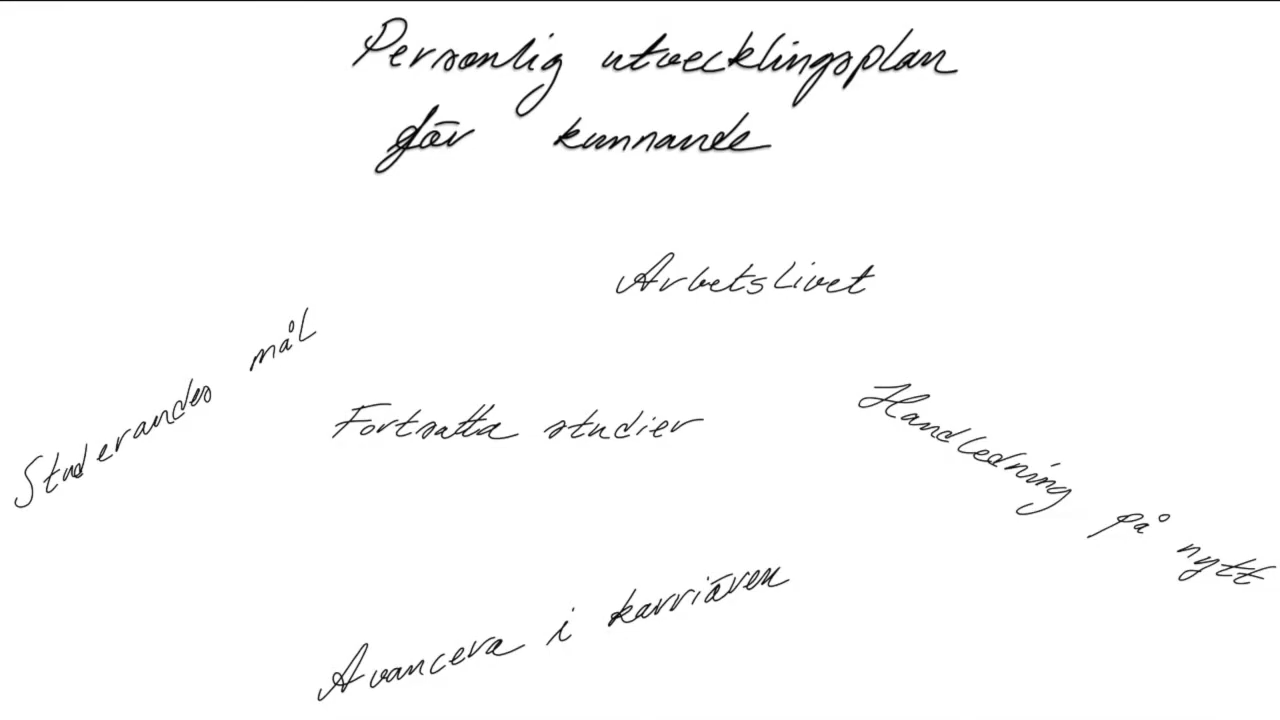 Personlig utvecklingsplan
för kunnande
Arbetslivet
Studerandes mål
Fortsatta studier
Handledning på nytt
Avancera i karriären